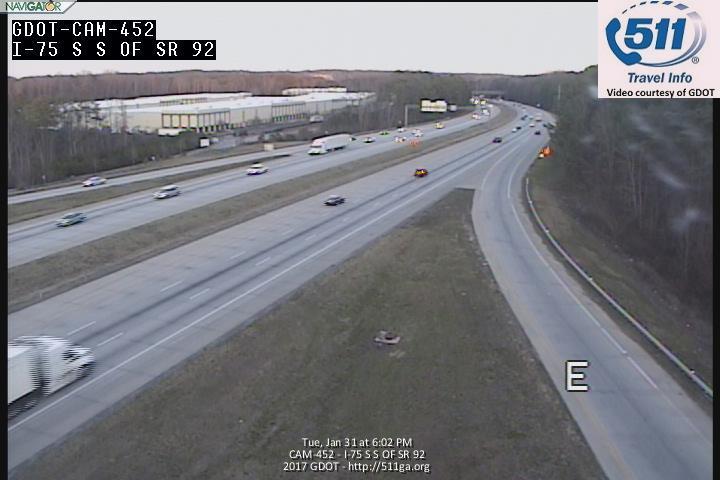 NAVIGATOR
GDOT-CAM-452
I-75 S S OF SR 92
511
Travel Info
Video courtesy of GDOT
E
Tue, Jan 31 at 6:02 PM
CAM-452 - I-75 S S OF SR 92
2017 GDOT - http://511ga.org